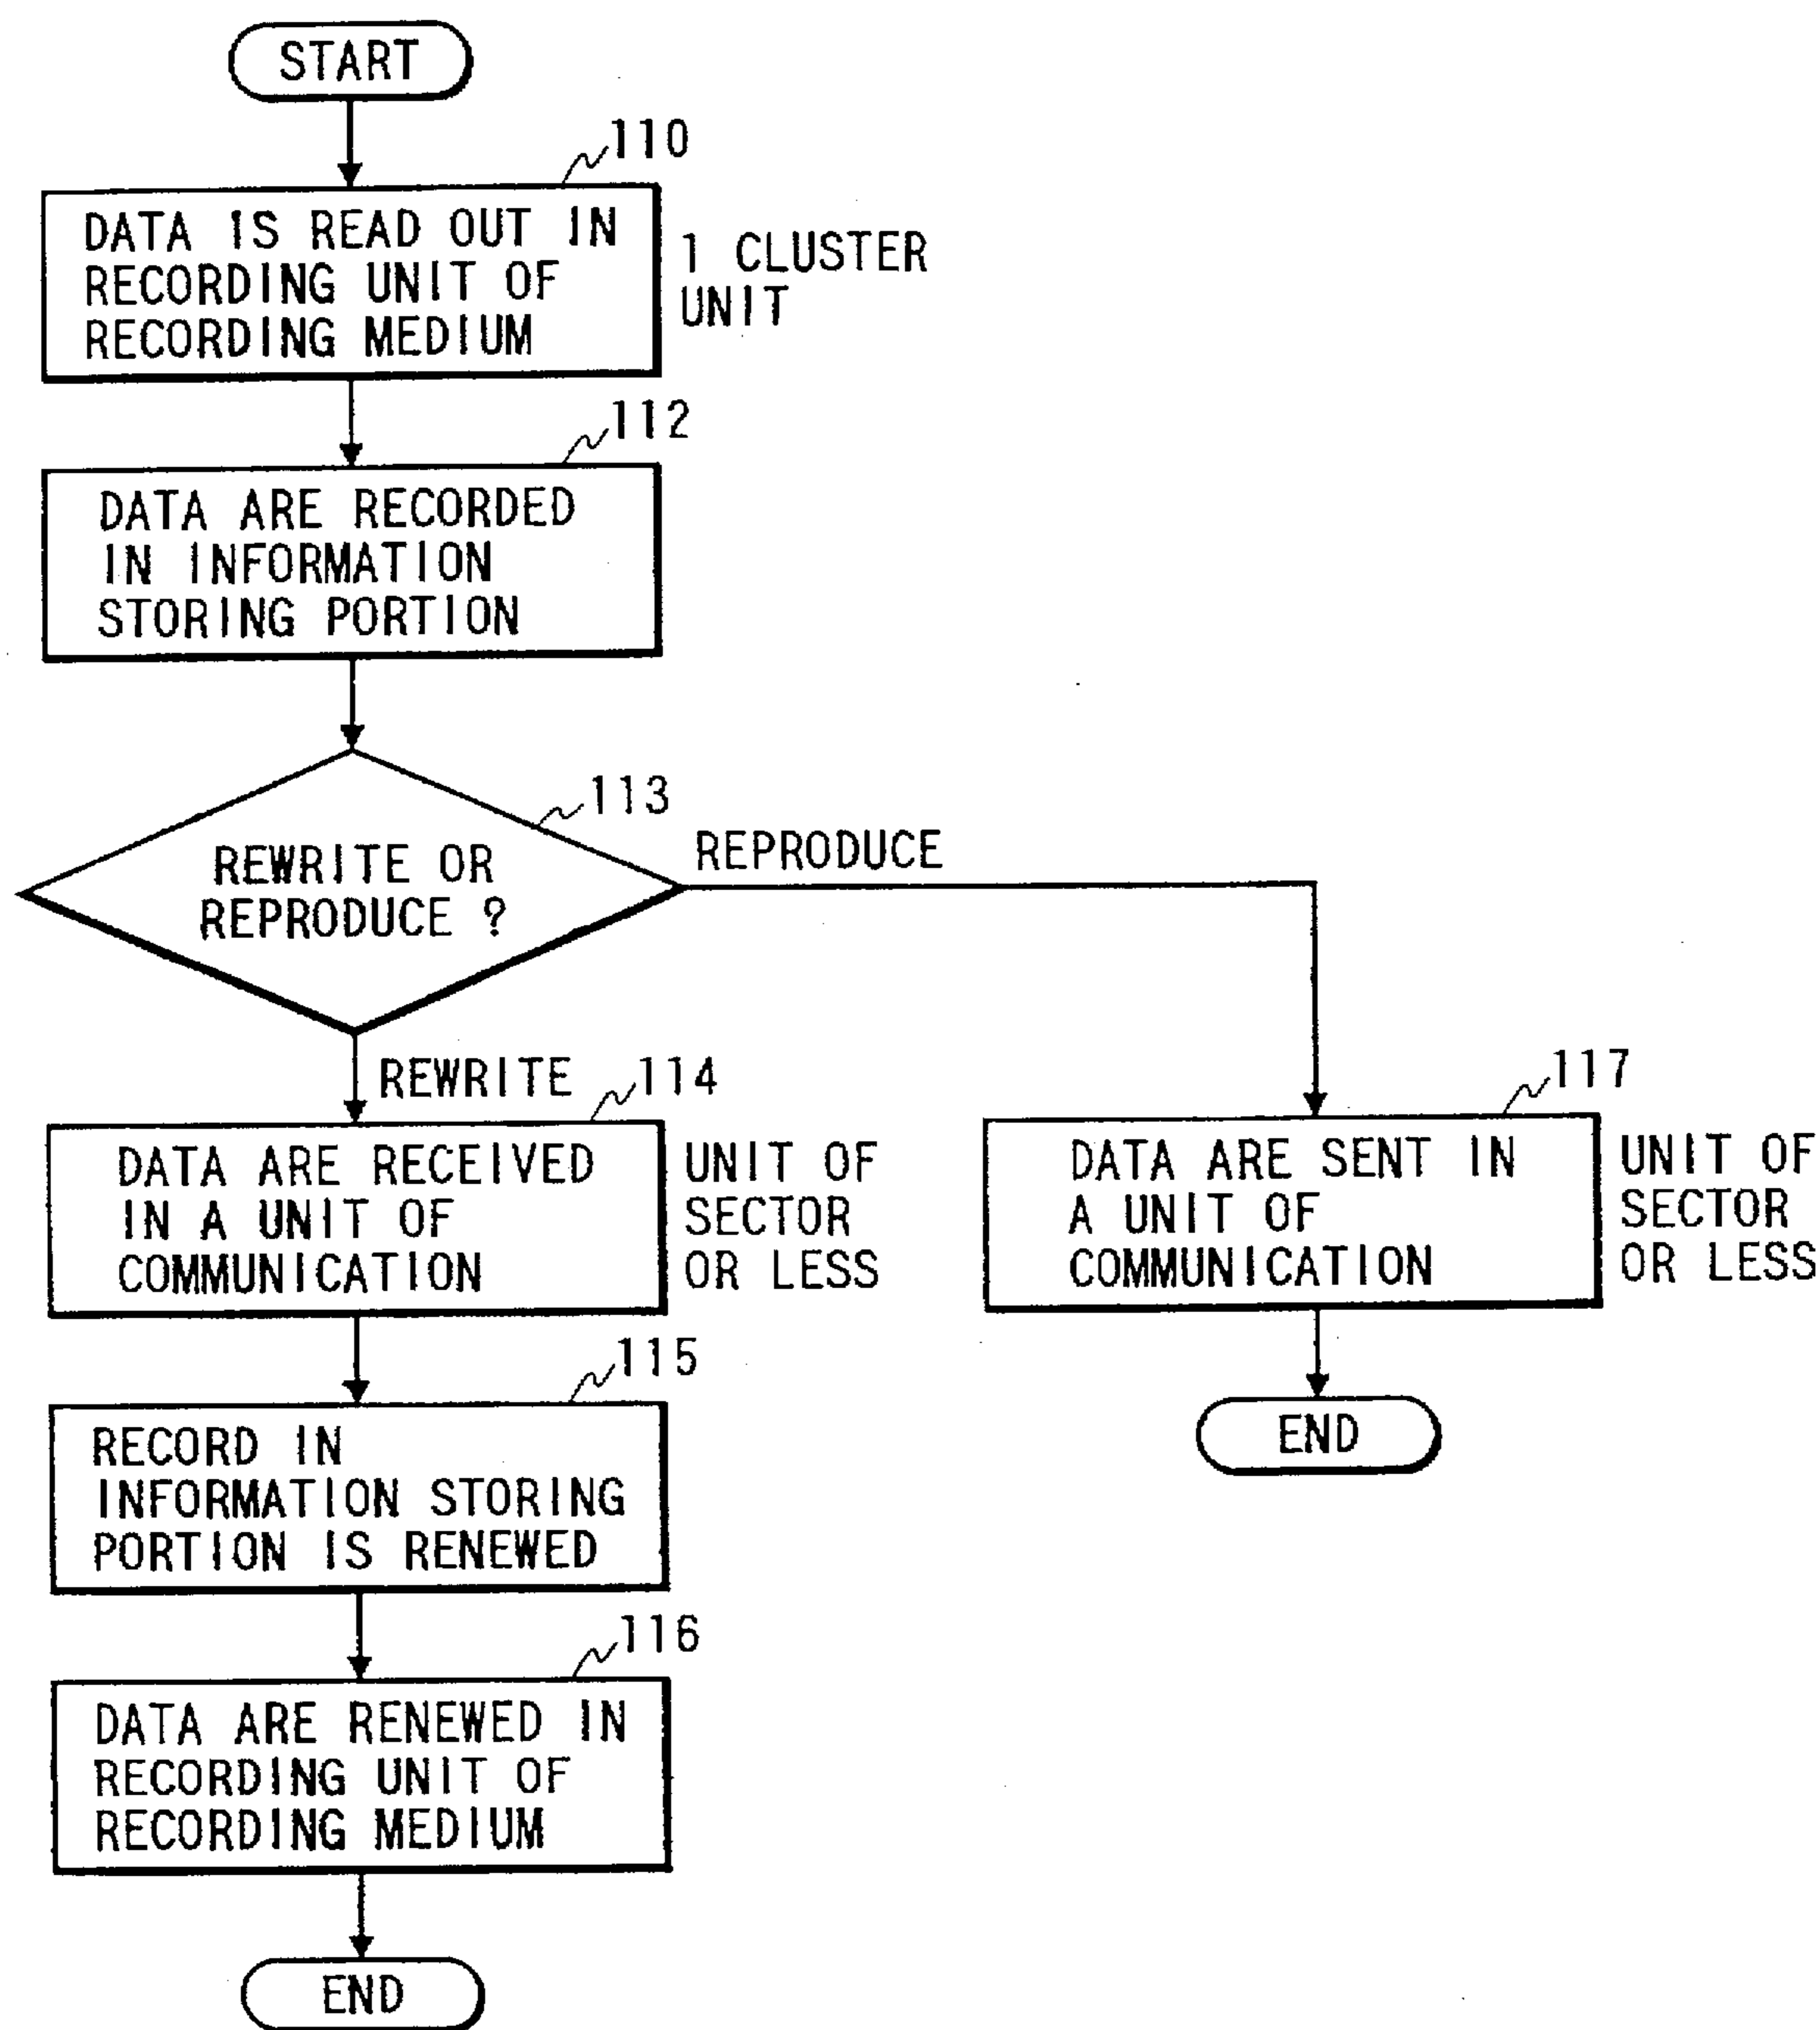 START
110
DATA IS READ OUT IN
RECORDING UNIT OF
RECORDING MEDIUM
1 CLUSTER
UNIT
112
DATA ARE RECORDED
IN INFORMATION
STORING PORTION
113
REWRITE OR
REPRODUCE ?
REPRODUCE
REWRITE
114
DATA ARE RECEIVED
IN A UNIT OF
COMMUNICATION
UNIT OF
SECTOR
OR LESS
117
DATA ARE SENT IN
A UNIT OF
COMMUNICATION
UNIT OF
SECTOR
OR LESS
115
RECORD IN
INFORMATION STORING
PORTION IS RENEWED
END
116
DATA ARE RENEWED IN
RECORDING UNIT OF
RECORDING MEDIUM
END